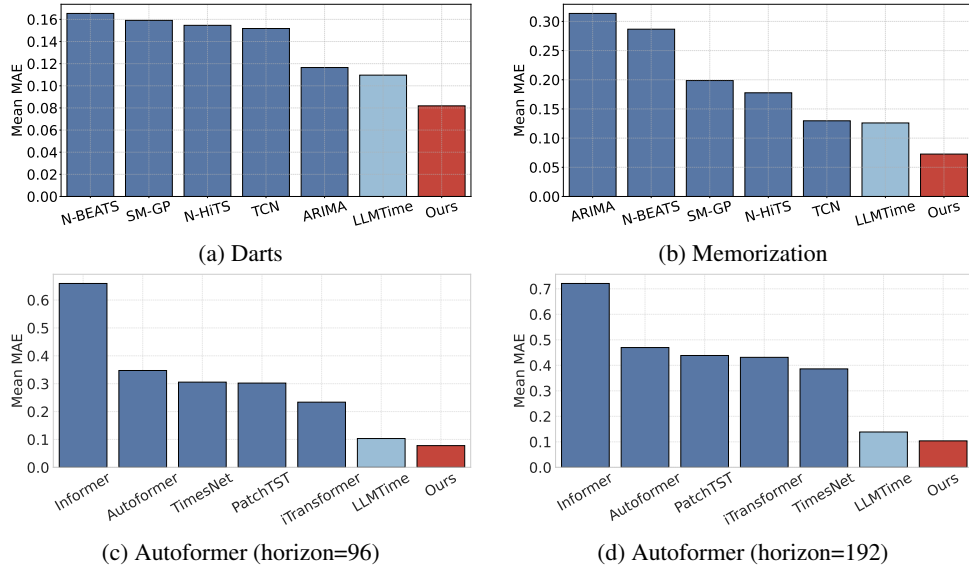 Mean MAE
0.16
0.14
0.12
0.10
0.08
0.06
0.04
0.02
0.00
N-BEATS SM-GP N-HiTS TCN ARIMA LLMTime Ours
(a) Darts
Mean MAE
0.30
0.25
0.20
0.15
0.10
0.05
0.00
ARIMA N-BEATS SM-GP N-HiTS TCN LLMTime Ours
(b) Memorization
Mean MAE
0.6
0.5
0.4
0.3
0.2
0.1
0.0
Informer Autoformer TimesNet PatchTST iTransformer LLMTime Ours
(c) Autoformer (horizon=96)
Mean MAE
0.7
0.6
0.5
0.4
0.3
0.2
0.1
0.0
Informer Autoformer PatchTST iTransformer TimesNet LLMTime Ours
(d) Autoformer (horizon=192)